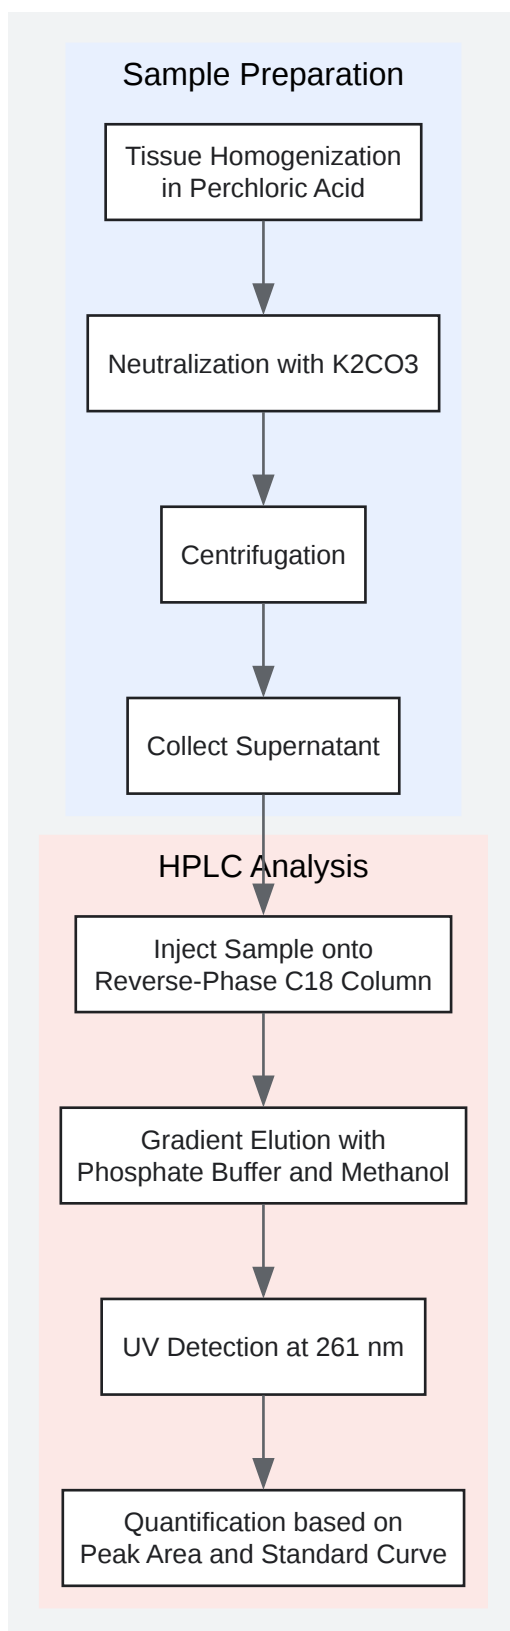 Sample Preparation
Tissue Homogenization
in Perchloric Acid
Neutralization with K2CO3
Centrifugation
Collect Supernatant
HPLC Analysis
Inject Sample onto
Reverse-Phase C18 Column
Gradient Elution with
Phosphate Buffer and Methanol
UV Detection at 261 nm
Quantification based on
Peak Area and Standard Curve